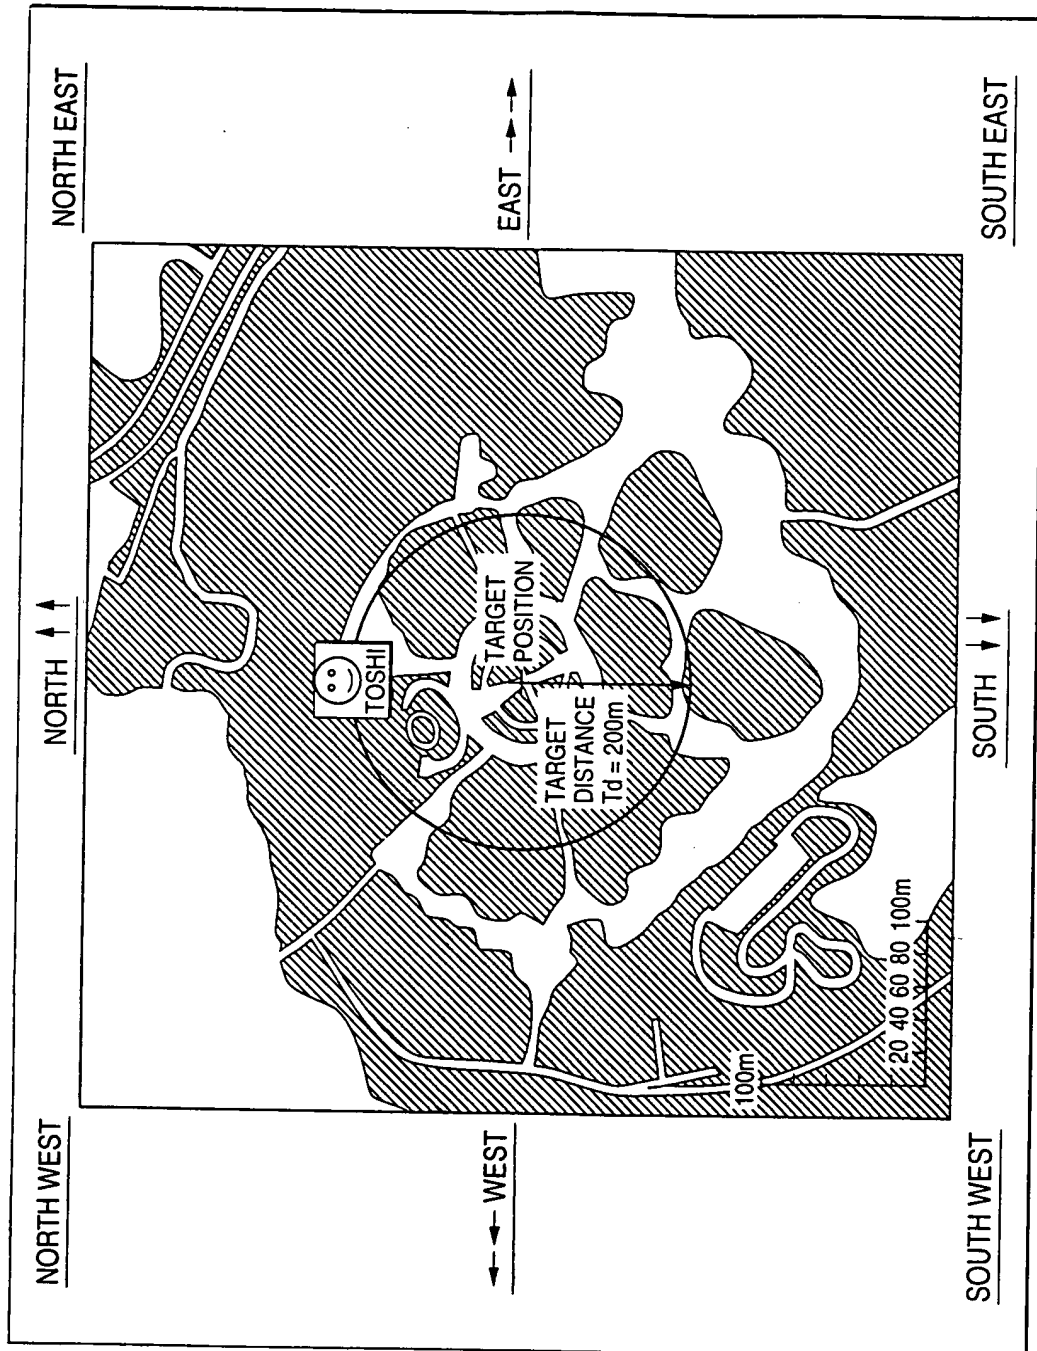 NORTH WEST
NORTH
NORTH EAST
TOSHI
TARGET
POSITION
WEST
EAST
TARGET
DISTANCE
Td = 200m
100m
20 40 60 80 100m
SOUTH WEST
SOUTH
SOUTH EAST